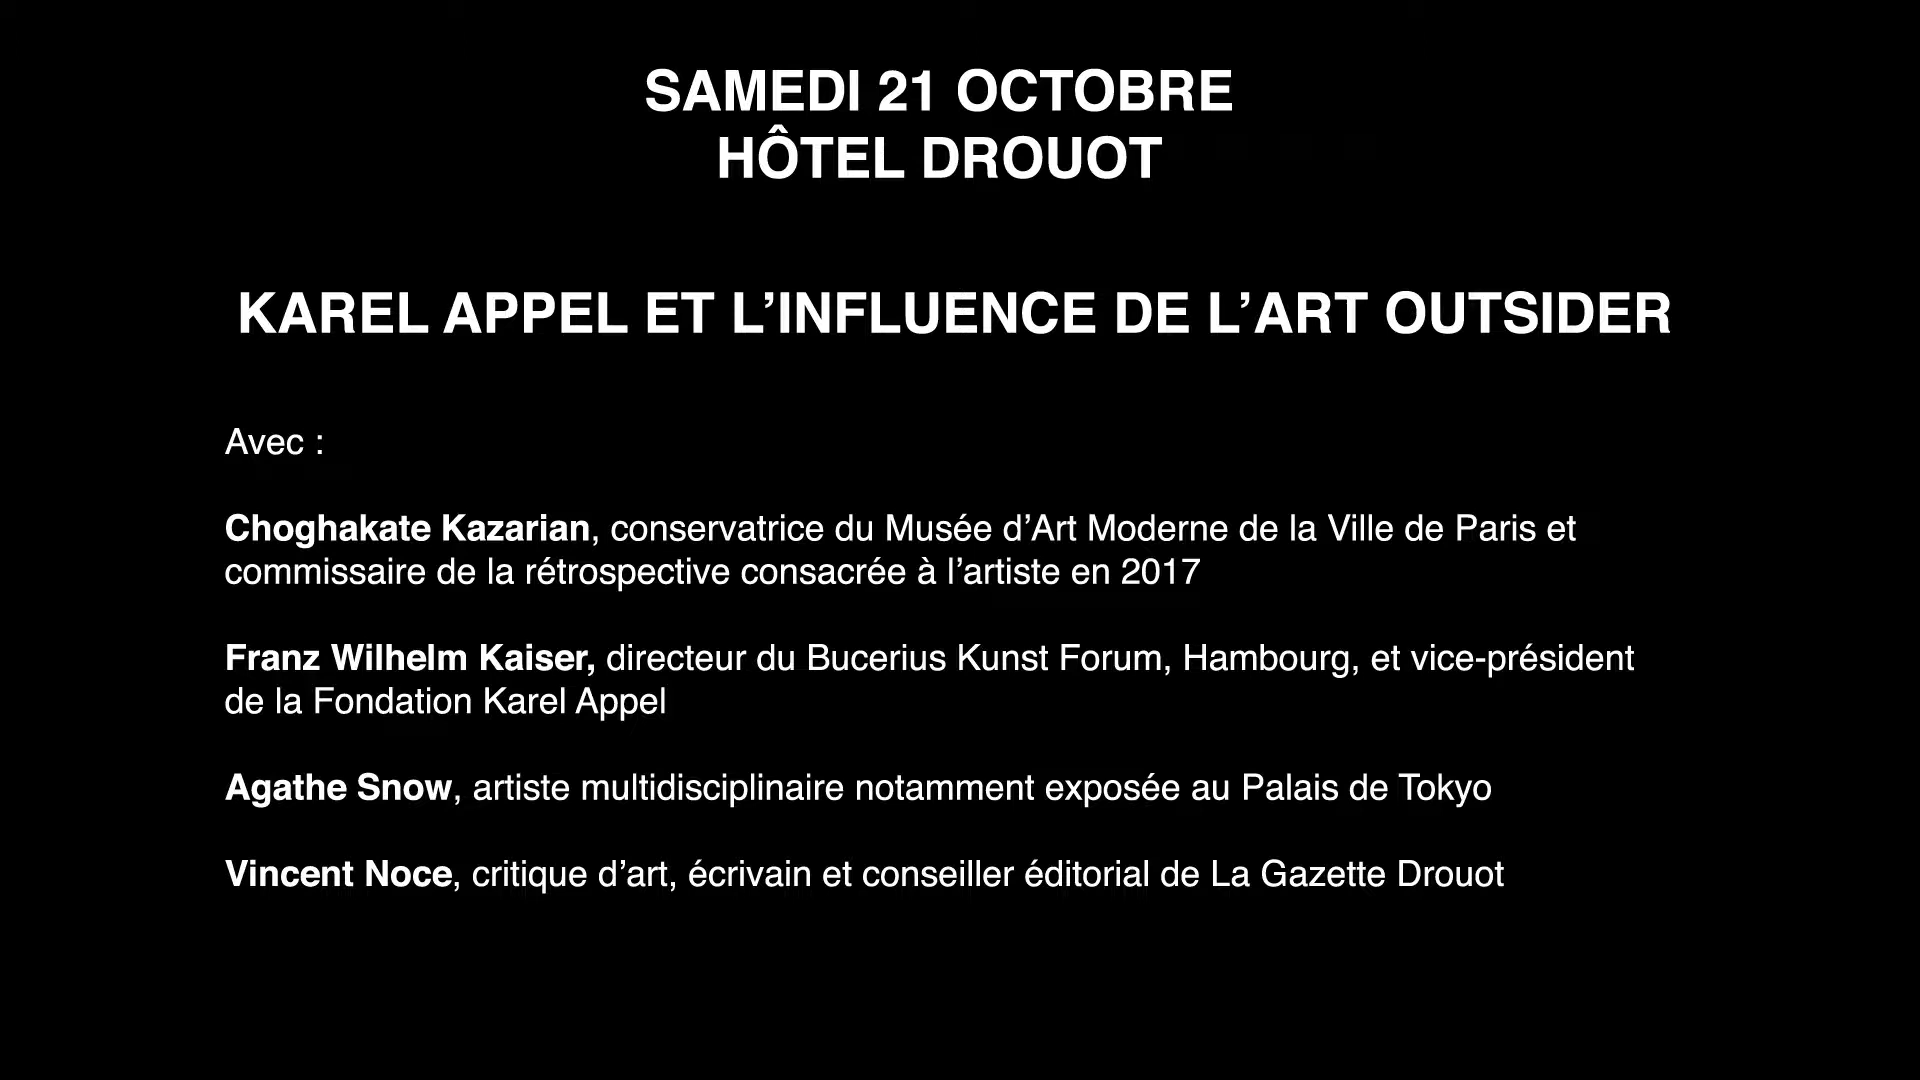 SAMEDI 21 OCTOBRE
HÔTEL DROUOT
KAREL APPEL ET L’INFLUENCE DE L’ART OUTSIDER
Avec :
Choghakate Kazarian, conservatrice du Musée d’Art Moderne de la Ville de Paris et
commissaire de la rétrospective consacrée à l’artiste en 2017
Franz Wilhelm Kaiser, directeur du Bucerius Kunst Forum, Hambourg, et vice-président
de la Fondation Karel Appel
Agathe Snow, artiste multidisciplinaire notamment exposée au Palais de Tokyo
Vincent Noce, critique d’art, écrivain et conseiller éditorial de La Gazette Drouot